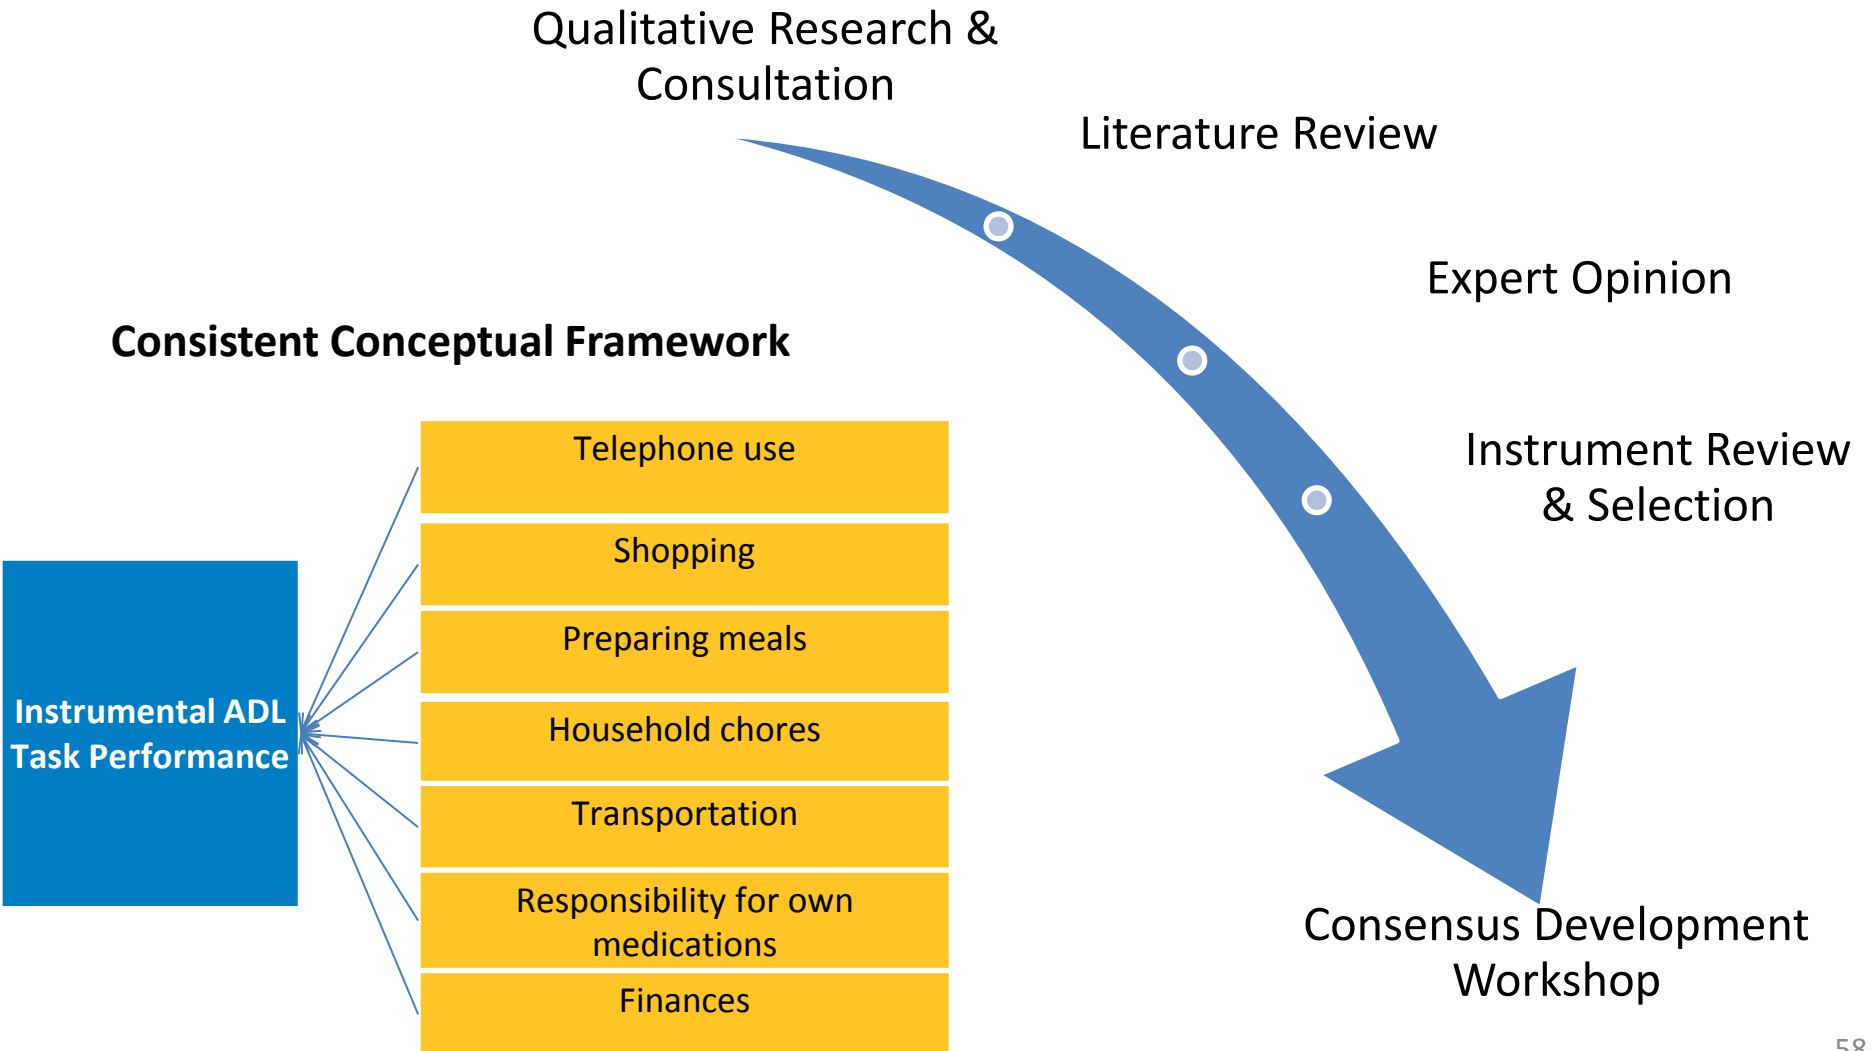 Qualitative Research &
Consultation
Literature Review
Expert Opinion
Consistent Conceptual Framework
Instrument Review
& Selection
Telephone use
Shopping
Preparing meals
Household chores
Transportation
Responsibility for own
medications
Finances
Instrumental ADL
Task Performance
Consensus Development
Workshop
58